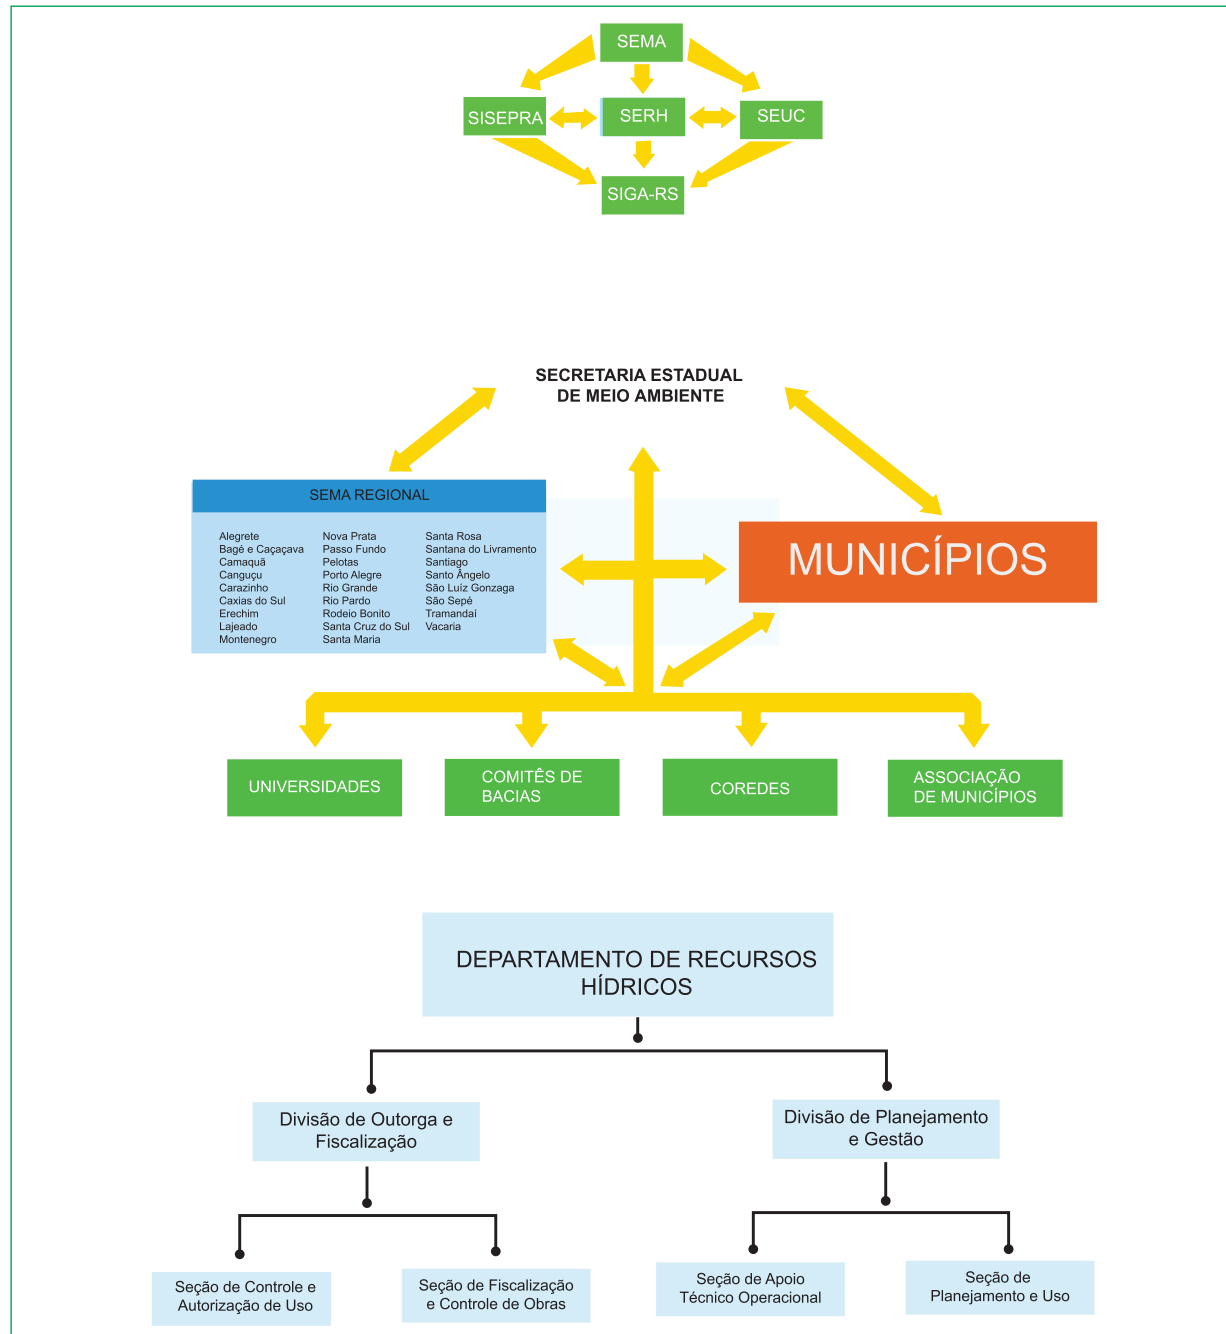 SEMA
SISEPRA
SERH
SEUC
SIGA-RS
SECRETARIA ESTADUAL
DE MEIO AMBIENTE
SEMA REGIONAL
Alegrete
Bagé e Caçaçava
Camaquã
Canguçu
Carazinho
Caxias do Sul
Erechim
Lajeado
Montenegro
Nova Prata
Passo Fundo
Pelotas
Porto Alegre
Rio Grande
Rio Pardo
Rodeio Bonito
Santa Cruz do Sul
Santa Maria
Santa Rosa
Santana do Livramento
Santiago
Santo Ângelo
São Luíz Gonzaga
São Sepé
Tramandaí
Vacaria
MUNICÍPIOS
UNIVERSIDADES
COMITÊS DE
BACIAS
COREDES
ASSOCIAÇÃO
DE MUNICÍPIOS
DEPARTAMENTO DE RECURSOS
HÍDRICOS
Divisão de Outorga e
Fiscalização
Divisão de Planejamento
e Gestão
Seção de Controle e
Autorização de Uso
Seção de Fiscalização
e Controle de Obras
Seção de Apoio
Técnico Operacional
Seção de
Planejamento e Uso